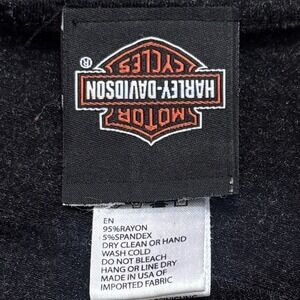 MOTOR
HARLEY-DAVIDSON
CYCLES
®
EN
95%RAYON
5%SPANDEX
DRY CLEAN OR HAND
WASH COLD
DO NOT BLEACH
HANG OR LINE DRY
MADE IN USA OF
IMPORTED FABRIC